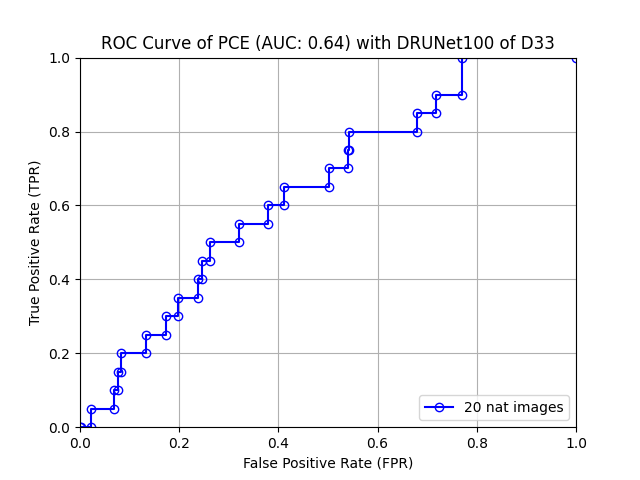 ROC Curve of PCE (AUC: 0.64) with DRUNet100 of D33
1.0
0.8
0.6
0.4
0.2
0.0
True Positive Rate (TPR)
20 nat images
0.0 0.2 0.4 0.6 0.8 1.0
False Positive Rate (FPR)